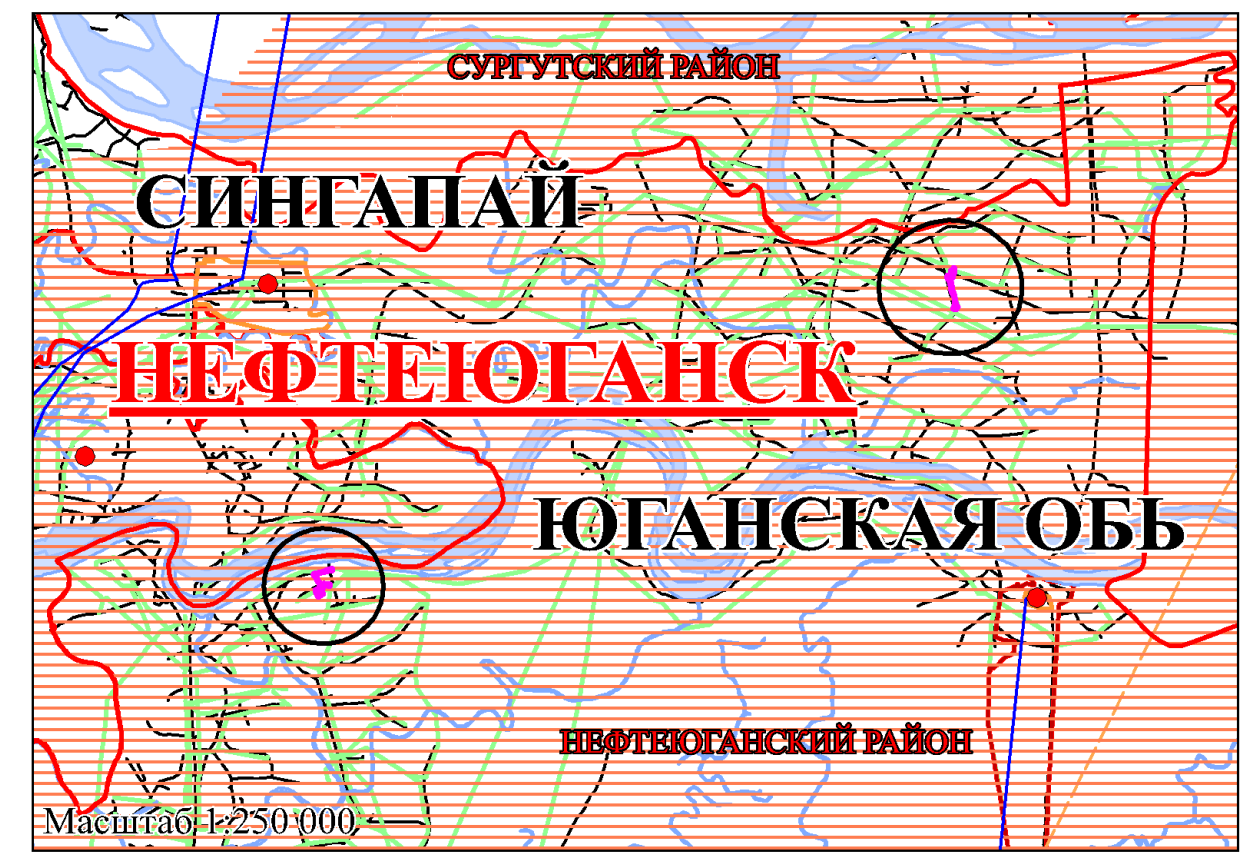 СУРГУТСКИЙ РАЙОН
СИНГАПАЙ
НЕФТЕЮГАНСК
ЮГАНСКАЯ ОБЬ
НЕФТЕЮГАНСКИЙ РАЙОН
Масштаб 1:250 000